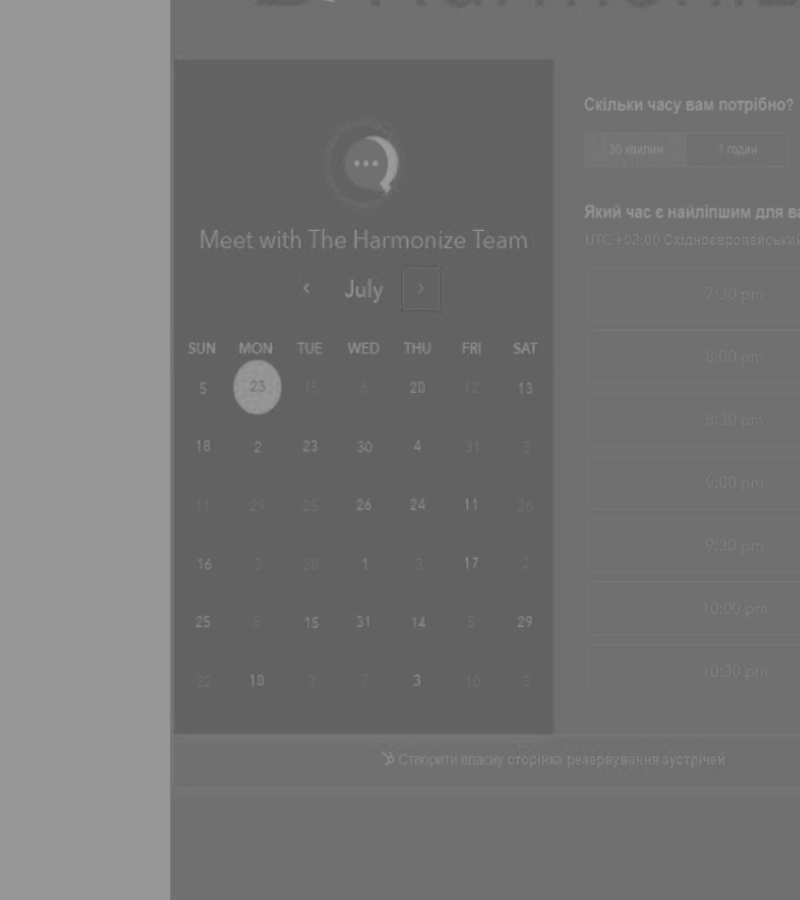 Meet with The Harmonize Team
July
SUN MON TUE WED THU FRI SAT
5 23 15 6 20 12 13
18 2 23 30 4 31 3
11 29 25 26 24 11 26
16 3 28 1 3 17 2
25 5 15 31 14 5 29
22 10 3 7 3 10 3
Скільки часу вам потрібно?
30 хвилин 1 годин
Який час є найліпшим для ва
UTC +03:00 Східноєвропейський
7:30 pm
8:00 pm
8:30 pm
9:00 pm
9:30 pm
10:00 pm
10:30 pm
Створити власну сторінка резервування зустрічей